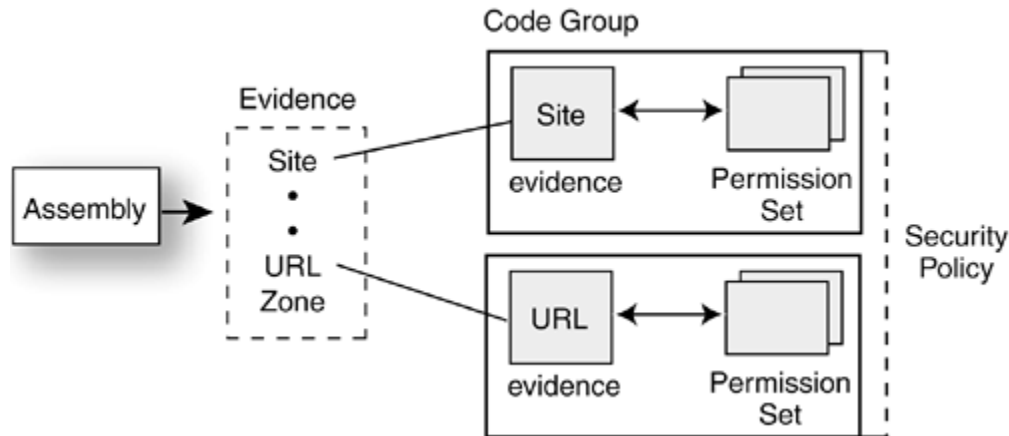 Code Group
Evidence
Site
URL
Zone
Assembly
Site
evidence
Permission
Set
URL
evidence
Permission
Set
Security
Policy